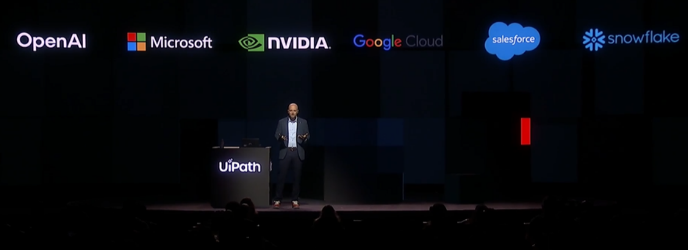 OpenAI
Microsoft
NVIDIA.
Google Cloud
salesforce
snowflake
UiPath